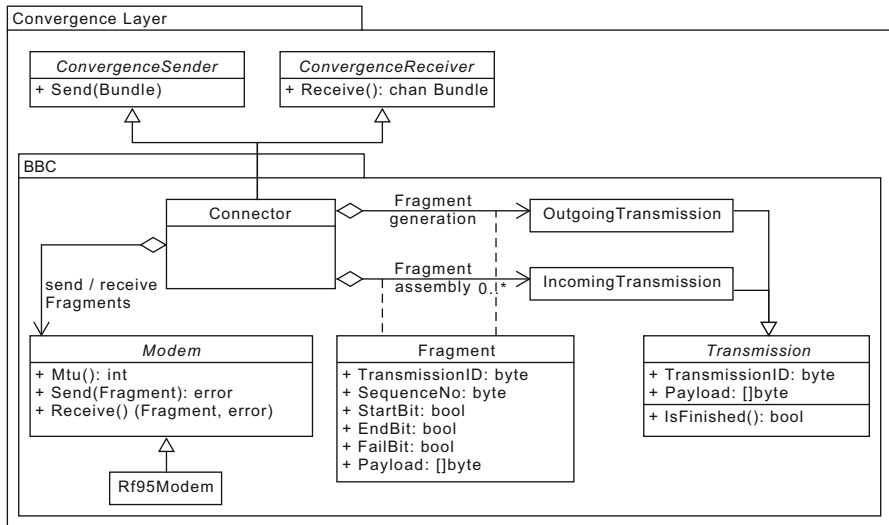 Convergence Layer
ConvergenceSender
+ Send(Bundle)
ConvergenceReceiver
+ Receive(): chan Bundle
BBC
Connector
Fragment
generation
OutgoingTransmission
Fragment
assembly 0..*
IncomingTransmission
send / receive
Fragments
Modem
+ Mtu(): int
+ Send(Fragment): error
+ Receive() (Fragment, error)
Rf95Modem
Fragment
+ TransmissionID: byte
+ SequenceNo: byte
+ StartBit: bool
+ EndBit: bool
+ FailBit: bool
+ Payload: []byte
Transmission
+ TransmissionID: byte
+ Payload: []byte
+ IsFinished(): bool